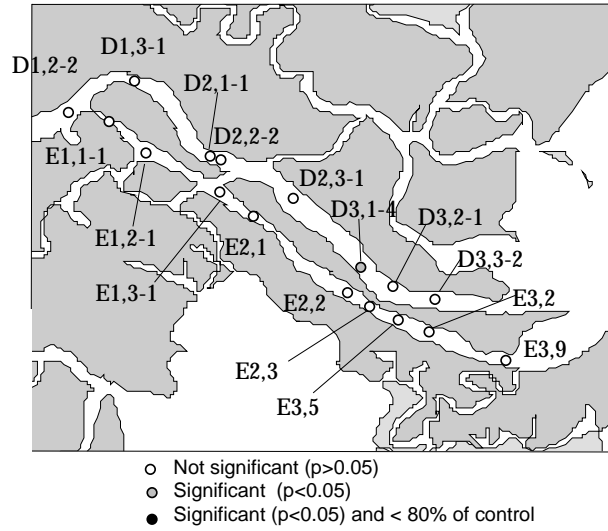 D1,3-1
D1,2-2
D2,1-1
D2,2-2
E1,1-1
D2,3-1
D3,1-4
D3,2-1
E1,2-1
E2,1
D3,3-2
E1,3-1
E2,2
E3,2
E2,3
E3,9
E3,5
Not significant (p>0.05)
Significant (p<0.05)
Significant (p<0.05) and < 80% of control